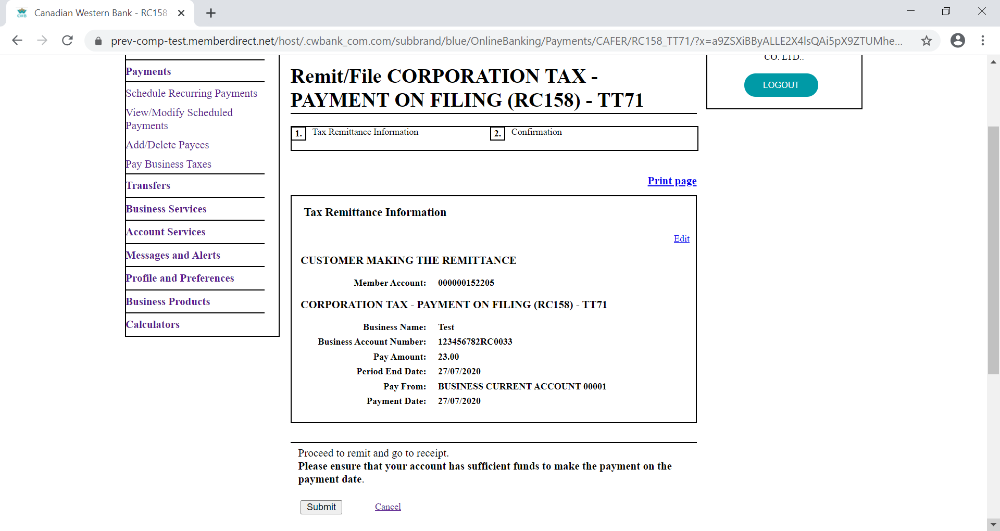 Canadian Western Bank - RC158
prev-comp-test.memberdirect.net/host/.cwbank_com.com/subbrand/blue/OnlineBanking/Payments/CAFER/RC158_TT71/?x=a9ZSXiBByALLE2X4lsQAi5pX9ZTUMhe...
Payments
Schedule Recurring Payments
View/Modify Scheduled
Payments
Add/Delete Payees
Pay Business Taxes
Transfers
Business Services
Account Services
Messages and Alerts
Profile and Preferences
Business Products
Calculators
Remit/File CORPORATION TAX -
PAYMENT ON FILING (RC158) - TT71
1. Tax Remittance Information
2. Confirmation
Print page
Tax Remittance Information
Edit
CUSTOMER MAKING THE REMITTANCE
Member Account: 000000152205
CORPORATION TAX - PAYMENT ON FILING (RC158) - TT71
Business Name: Test
Business Account Number: 123456782RC0033
Pay Amount: 23.00
Period End Date: 27/07/2020
Pay From: BUSINESS CURRENT ACCOUNT 00001
Payment Date: 27/07/2020
Proceed to remit and go to receipt.
Please ensure that your account has sufficient funds to make the payment on the
payment date.
Submit
Cancel
CO. LTD..
LOGOUT